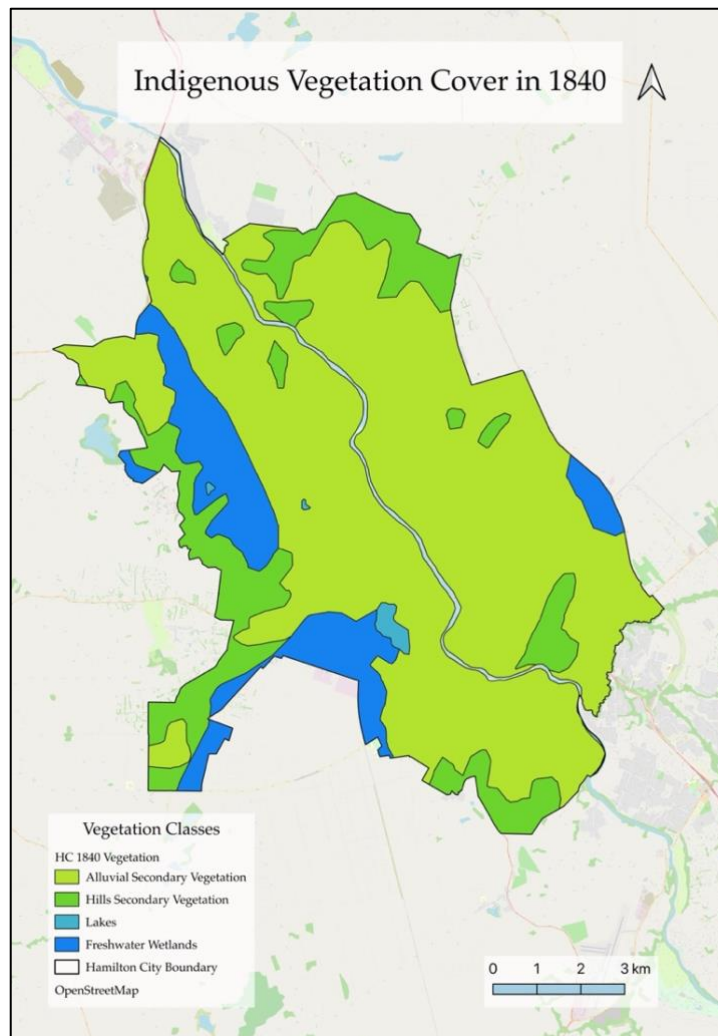 Indigenous Vegetation Cover in 1840
Vegetation Classes
HC 1840 Vegetation
Alluvial Secondary Vegetation
Hills Secondary Vegetation
Lakes
Freshwater Wetlands
Hamilton City Boundary
OpenStreetMap
0 1 2 3 km